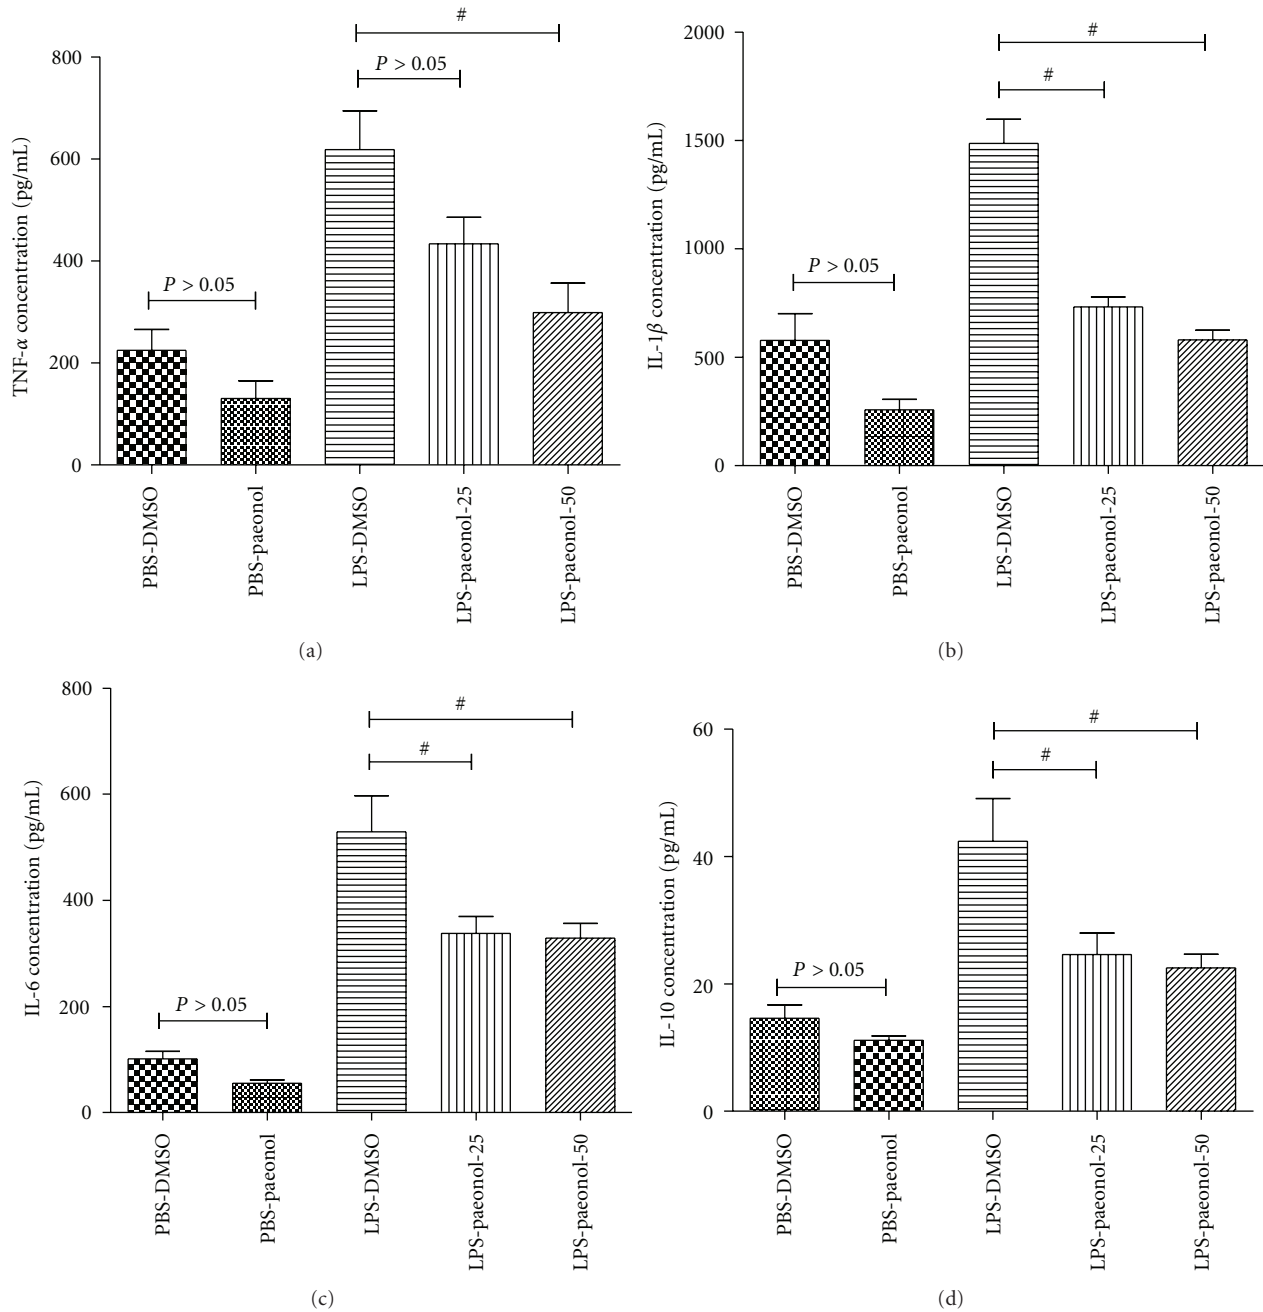 #
P > 0.05
800
600
400
200
0
P > 0.05
TNF-α concentration (pg/mL)
PBS-DMSO
PBS-paeonol
LPS-DMSO
LPS-paeonol-25
LPS-paeonol-50
(a)
#
#
2000
1500
1000
500
0
P > 0.05
IL-1β concentration (pg/mL)
PBS-DMSO
PBS-paeonol
LPS-DMSO
LPS-paeonol-25
LPS-paeonol-50
(b)
#
#
800
600
400
200
0
P > 0.05
IL-6 concentration (pg/mL)
PBS-DMSO
PBS-paeonol
LPS-DMSO
LPS-paeonol-25
LPS-paeonol-50
(c)
#
#
60
40
20
0
P > 0.05
IL-10 concentration (pg/mL)
PBS-DMSO
PBS-paeonol
LPS-DMSO
LPS-paeonol-25
LPS-paeonol-50
(d)